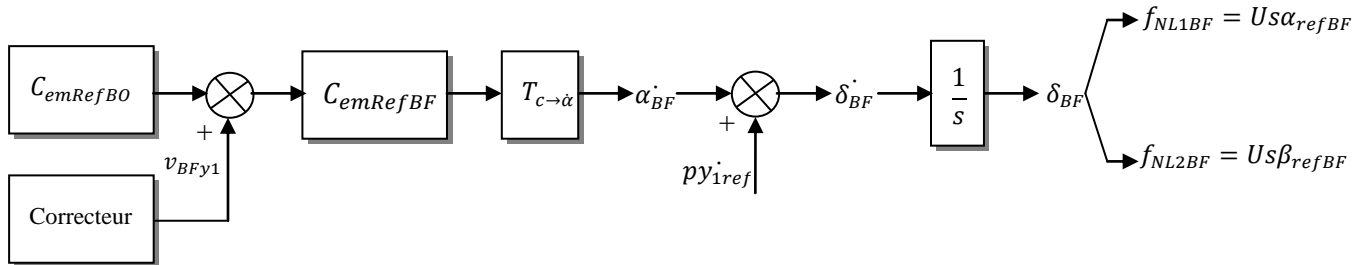 f_{NL1BF} = Usα_{refBF}
C_{emRefBO}
C_{emRefBF}
T_{c→α̇}
α̇_{BF}
δ̇_{BF}
1/s
δ_{BF}
+
+
v_{BFy1}
pẏ_{1ref}
f_{NL2BF} = Usβ_{refBF}
Correcteur